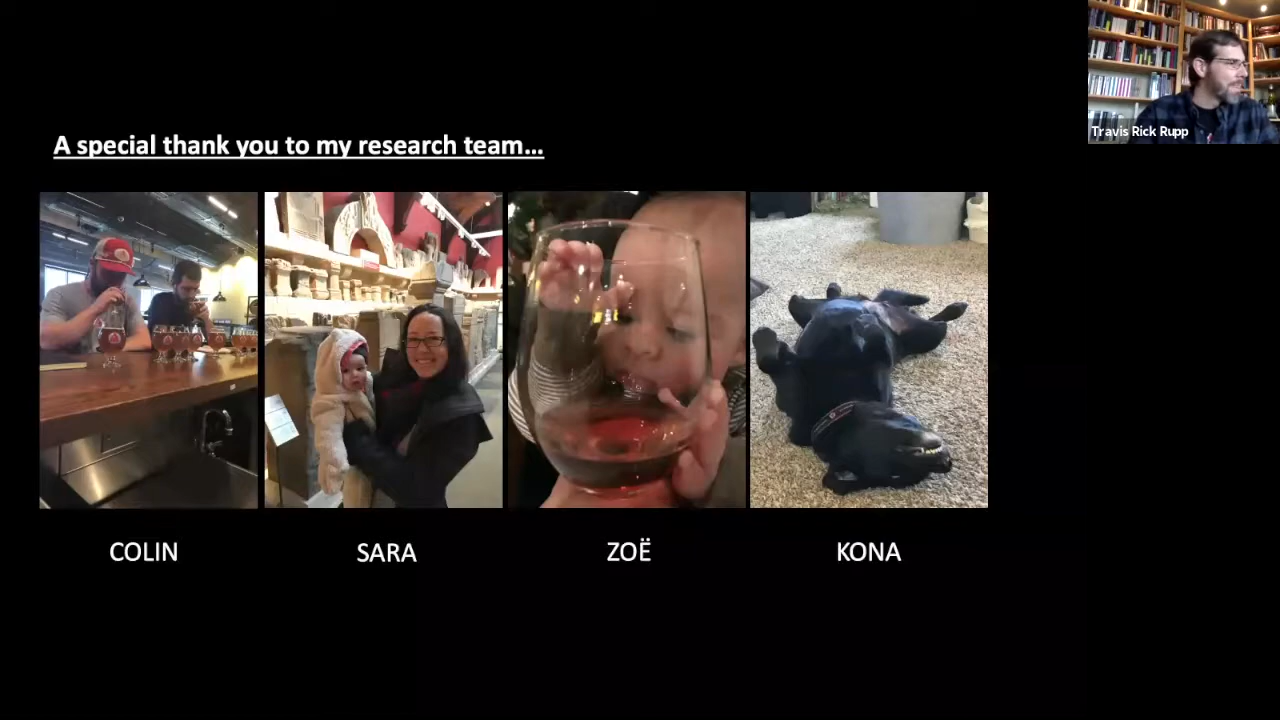 A special thank you to my research team...
Travis Rick Rupp
COLIN
SARA
ZOË
KONA